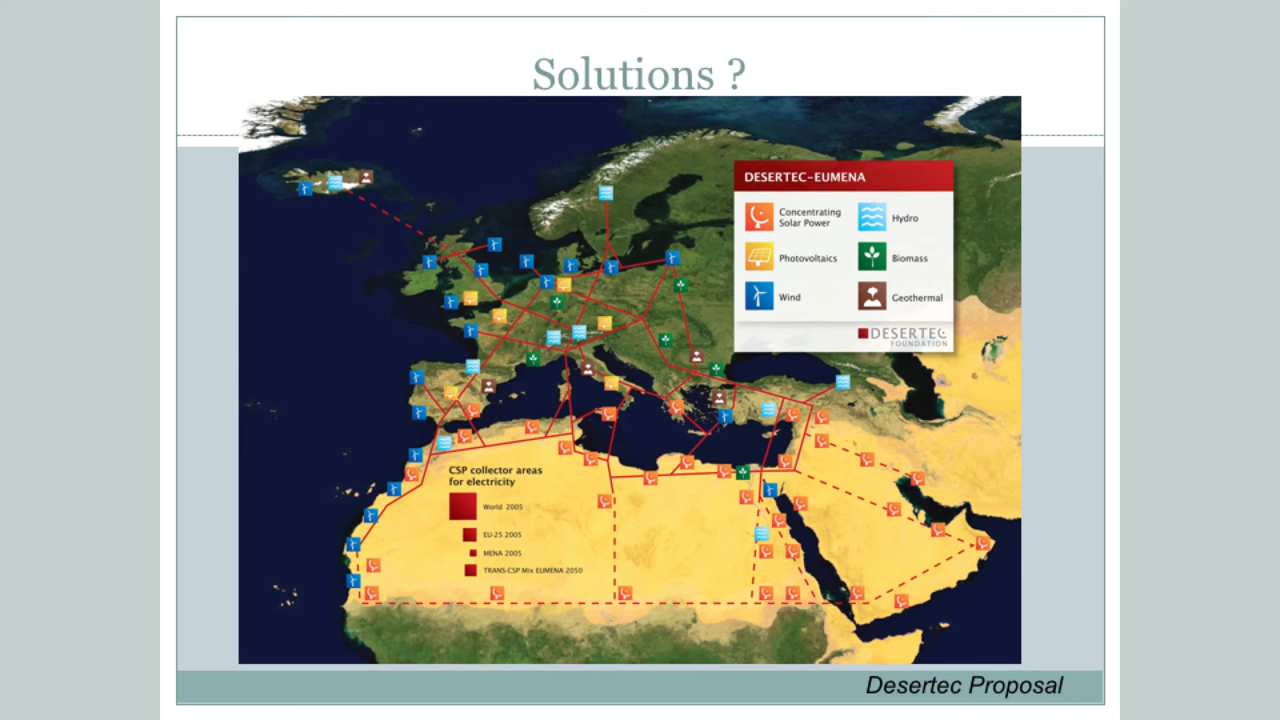 Solutions ?
DESERTEC–EUMENA
Concentrating
Solar Power
Hydro
Photovoltaics
Biomass
Wind
Geothermal
DESERTEC
FOUNDATION
CSP collector areas
for electricity
World 2005
EU-25 2005
MENA 2005
TRANS-CSP Mix EUMENA 2050
Desertec Proposal